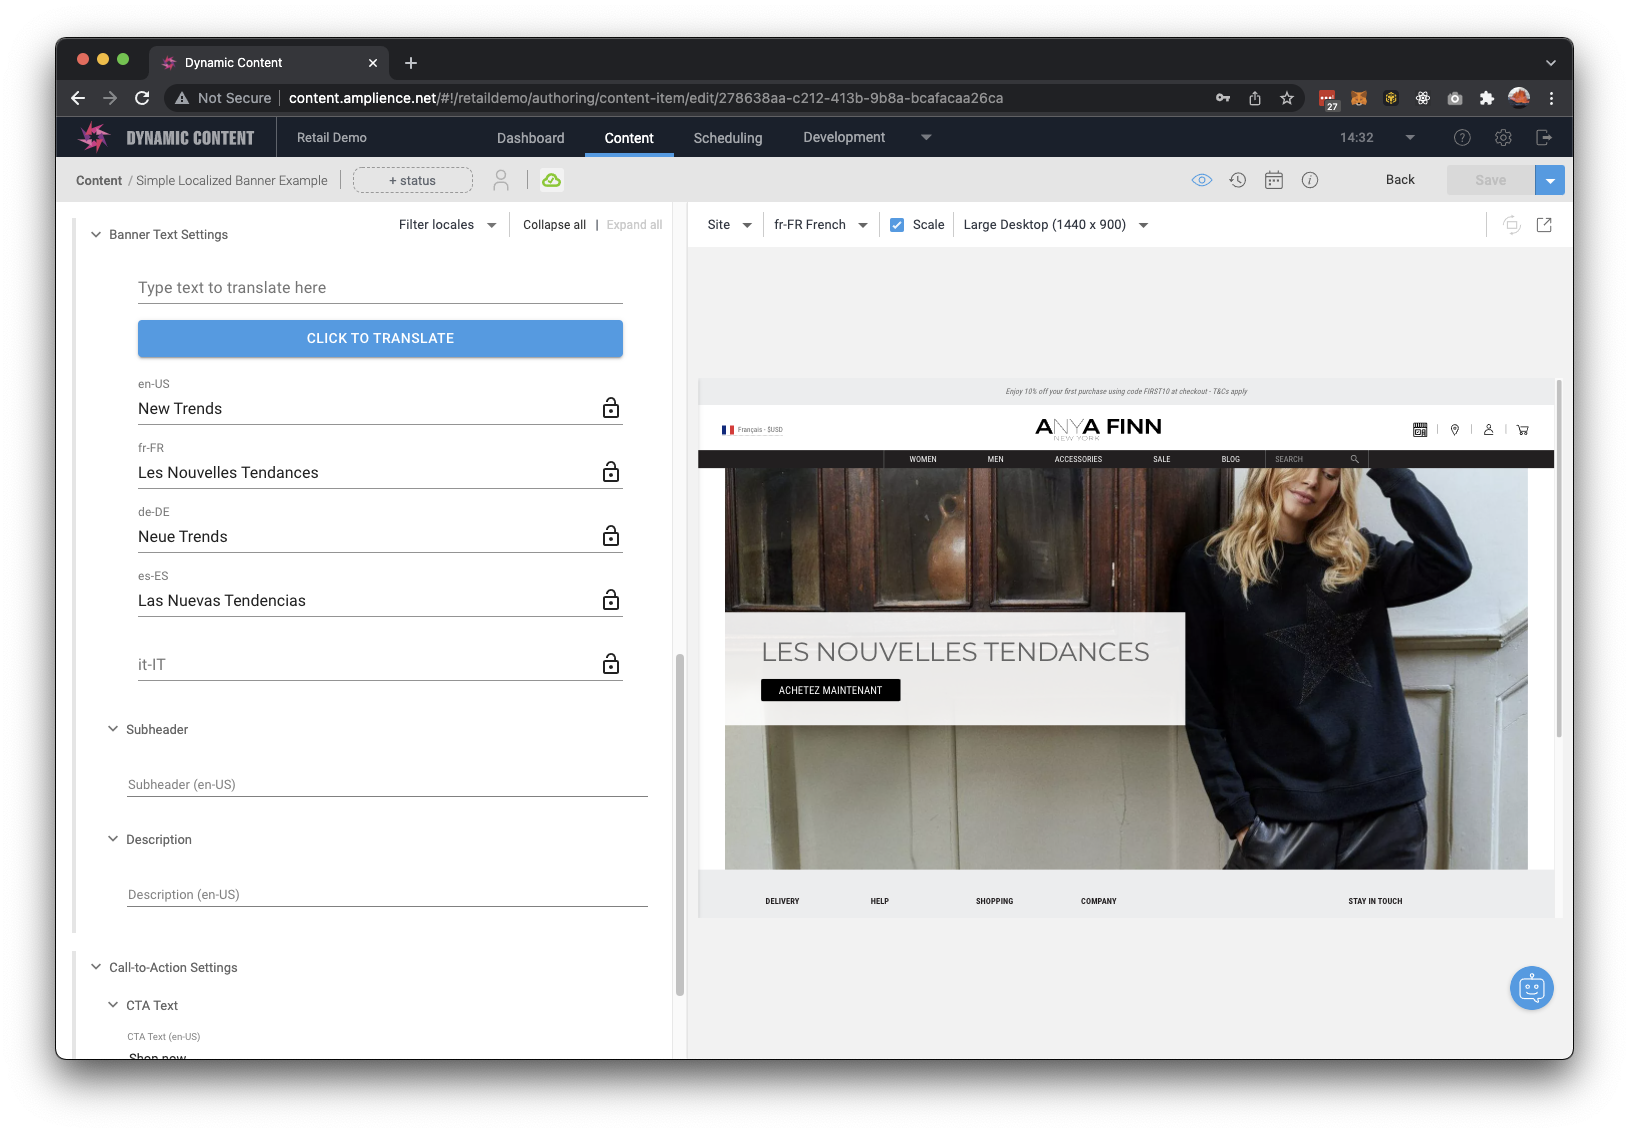 Dynamic Content
Not Secure
content.amplience.net/#!/retaildemo/authoring/content-item/edit/278638aa-c212-413b-9b8a-bcafacaa26ca
27
DYNAMIC CONTENT
Retail Demo
Dashboard
Content
Scheduling
Development
14:32
Content / Simple Localized Banner Example
+ status
Back
Save
Banner Text Settings
Filter locales
Collapse all | Expand all
Type text to translate here
CLICK TO TRANSLATE
en-US
New Trends
fr-FR
Les Nouvelles Tendances
de-DE
Neue Trends
es-ES
Las Nuevas Tendencias
it-IT
Subheader
Subheader (en-US)
Description
Description (en-US)
Call-to-Action Settings
CTA Text
CTA Text (en-US)
Shop now
Site
fr-FR French
Scale
Large Desktop (1440 x 900)
Enjoy 10% off your first purchase using code FIRST10 at checkout - T&Cs apply
Français - $USD
ANYA FINN
NEW YORK
WOMEN
MEN
ACCESSORIES
SALE
BLOG
SEARCH
LES NOUVELLES TENDANCES
ACHETEZ MAINTENANT
DELIVERY
HELP
SHOPPING
COMPANY
STAY IN TOUCH